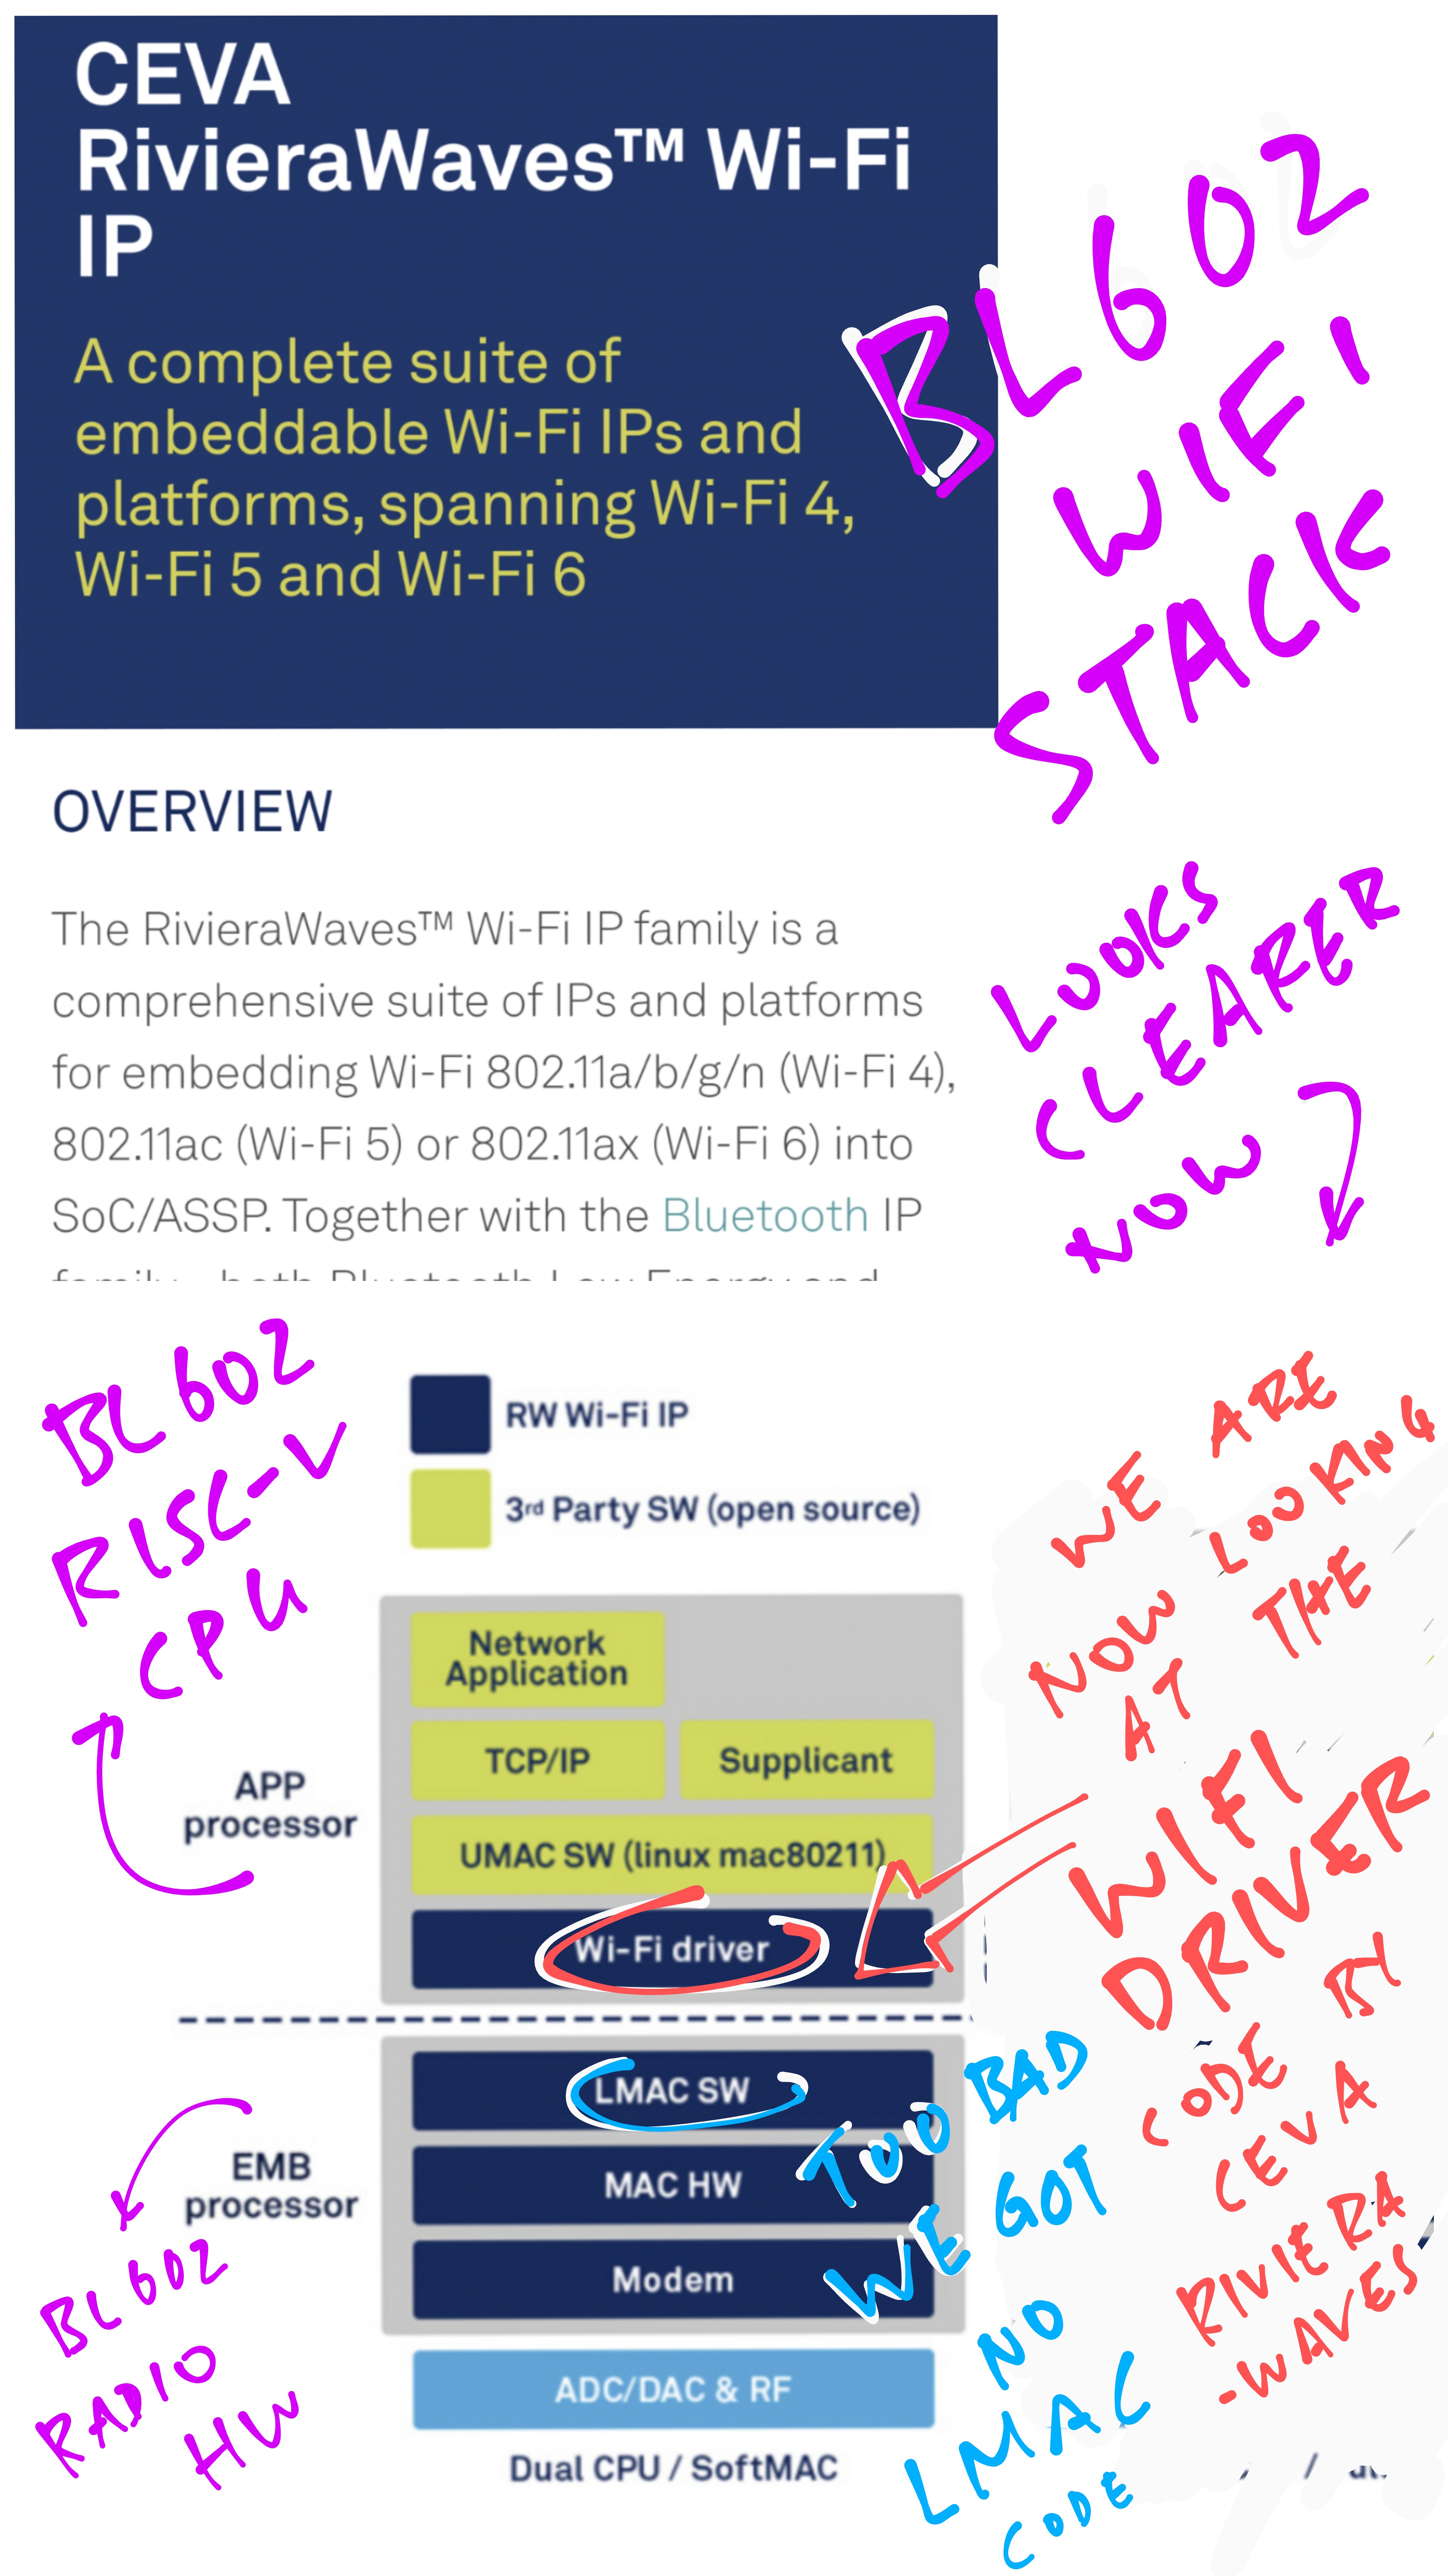 CEVA
RivieraWaves™ Wi-Fi
IP
A complete suite of
embeddable Wi-Fi IPs and
platforms, spanning Wi-Fi 4,
Wi-Fi 5 and Wi-Fi 6
BL602
WIFI
STACK
OVERVIEW
The RivieraWaves™ Wi-Fi IP family is a
comprehensive suite of IPs and platforms
for embedding Wi-Fi 802.11a/b/g/n (Wi-Fi 4),
802.11ac (Wi-Fi 5) or 802.11ax (Wi-Fi 6) into
SoC/ASSP. Together with the Bluetooth IP
family – both Bluetooth Low Energy and
LOOKS
CLEARER
NOW
BL602
RISC-V
CPU
RW Wi-Fi IP
3rd Party SW (open source)
Network
Application
TCP/IP
Supplicant
UMAC SW (linux mac80211)
Wi-Fi driver
APP
processor
WE ARE
NOW LOOKING
AT THE
WIFI
DRIVER
CODE BY
CEVA
RIVIERA
-WAVES
LMAC SW
MAC HW
Modem
EMB
processor
ADC/DAC & RF
Dual CPU / SoftMAC
BL602
RADIO
HW
TOO BAD
WE GOT
NO
LMAC
CODE